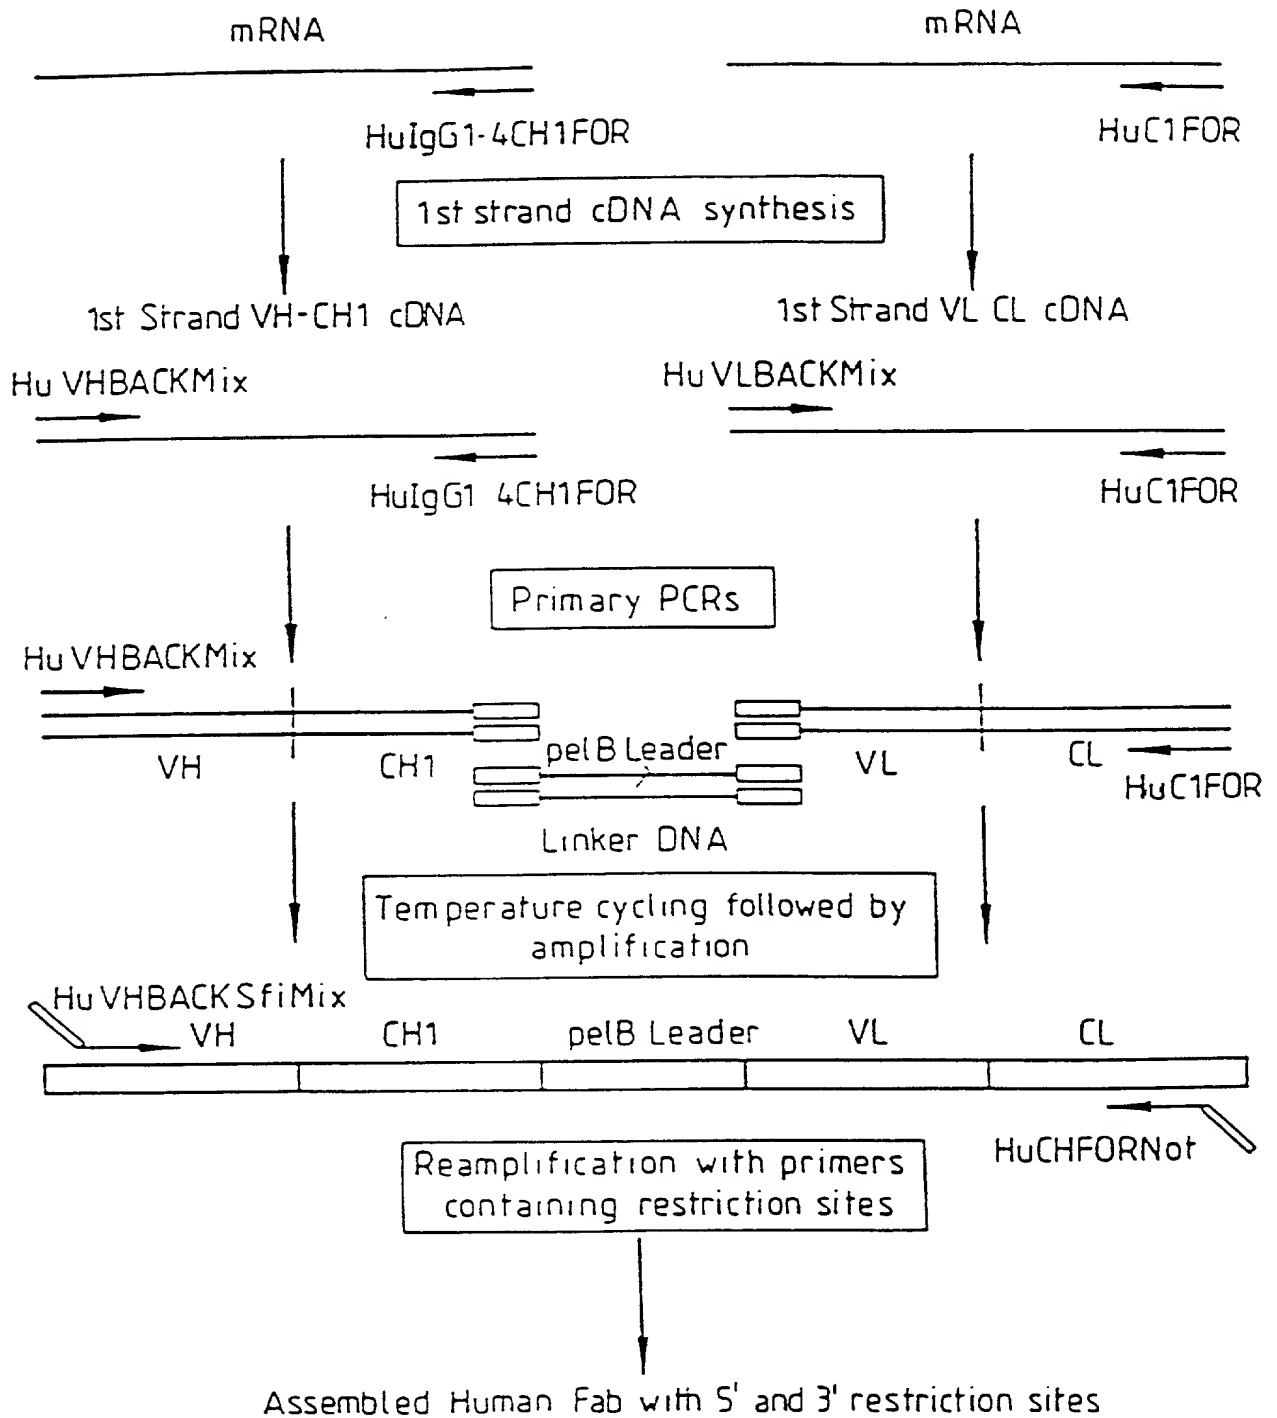 mRNA
mRNA
HuIgG1-4CH1FOR
HuC1FOR
1st strand cDNA synthesis
1st Strand VH-CH1 cDNA
1st Strand VL CL cDNA
Hu VHBACKMix
Hu VLBACKMix
HuIgG1 4CH1FOR
HuC1FOR
Primary PCRs
Hu VHBACKMix
VH
CH1
pelB Leader
VL
CL
HuC1FOR
Linker DNA
Temperature cycling followed by
amplification
Hu VHBACKSfiMix
VH
CH1
pelB Leader
VL
CL
HuCHFORNot
Reamplification with primers
containing restriction sites
Assembled Human Fab with 5' and 3' restriction sites